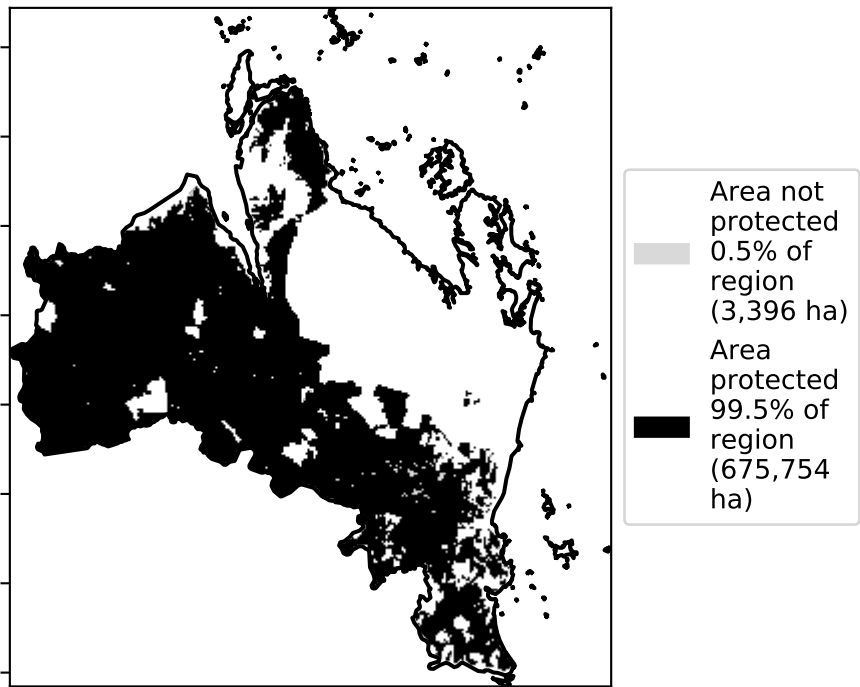 Area not
protected
0.5% of
region
(3,396 ha)
Area
protected
99.5% of
region
(675,754
ha)